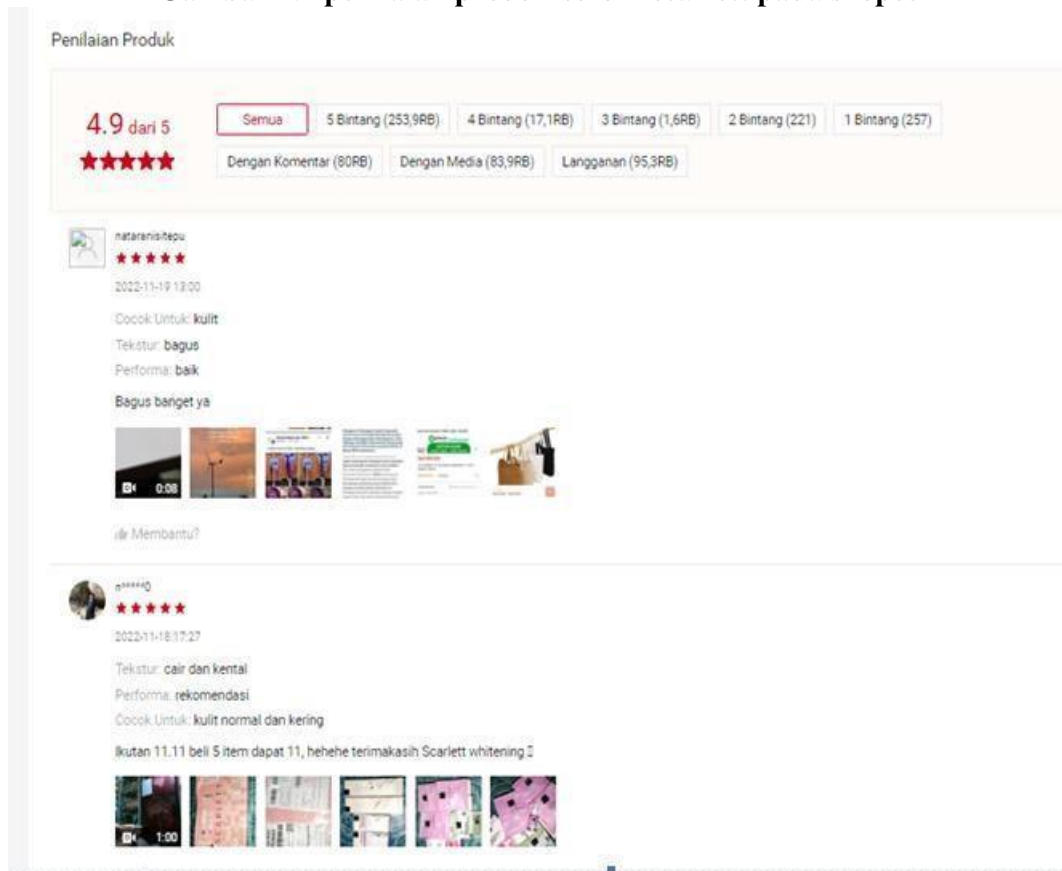 Penilaian Produk
4.9 dari 5
Semua
5 Bintang (253,9RB)
4 Bintang (17,1RB)
3 Bintang (1,6RB)
2 Bintang (221)
1 Bintang (257)
Dengan Komentar (80RB)
Dengan Media (83,9RB)
Langganan (95,3RB)
nataranisitepu
2022-11-19 13:00
Cocok Untuk: kulit
Tekstur: bagus
Performa: baik
Bagus banget ya
0:08
Membantu?
n*****0
2022-11-18 17:27
Tekstur: cair dan kental
Performa: rekomendasi
Cocok Untuk: kulit normal dan kering
Ikutan 11.11 beli 5 item dapat 11, hehehe terimakasih Scarlett whitening
1:00